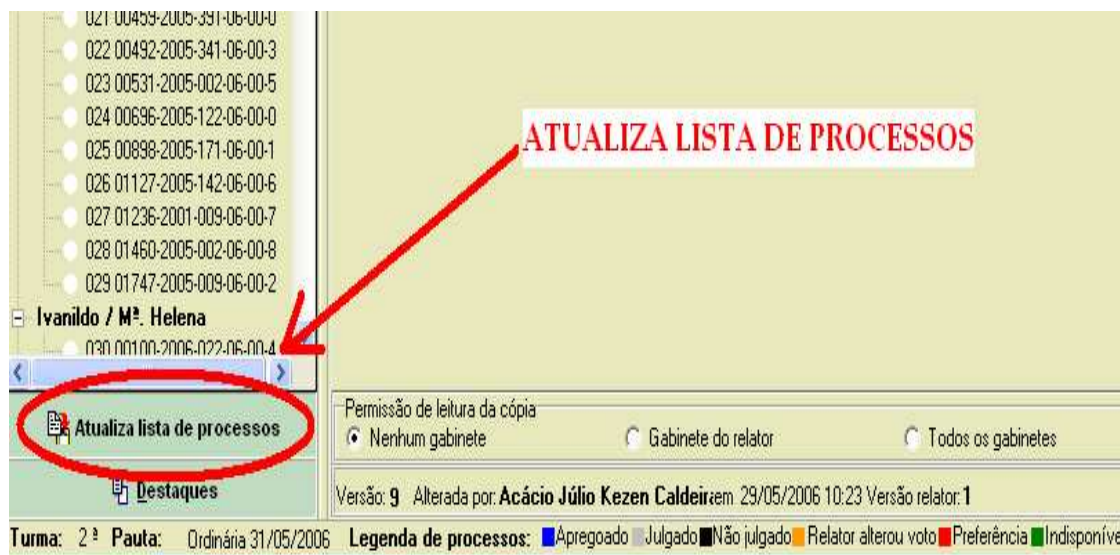 021 00459-2005-391-06-00-0
022 00492-2005-341-06-00-3
023 00531-2005-002-06-00-5
024 00696-2005-122-06-00-0
025 00898-2005-171-06-00-1
026 01127-2005-142-06-00-6
027 01236-2001-009-06-00-7
028 01460-2005-002-06-00-8
029 01747-2005-009-06-00-2
Ivanildo / Mª. Helena
030 00100-2006-022-06-00-4
ATUALIZA LISTA DE PROCESSOS
Atualiza lista de processos
Destaques
Permissão de leitura da cópia
Nenhum gabinete Gabinete do relator Todos os gabinetes
Versão: 9 Alterada por: Acácio Júlio Kezen Caldeira em 29/05/2006 10:23 Versão relator: 1
Turma: 2ª Pauta: Ordinária 31/05/2006 Legenda de processos: Apregoado Julgado Não julgado Relator alterou voto Preferência Indisponíve